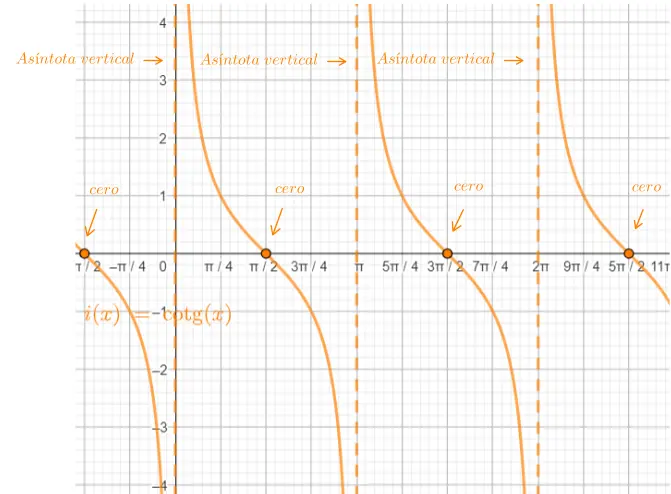 4
Asíntota vertical → Asíntota vertical → Asíntota vertical →
3
2
cero cero cero cero
1
π / 2 −π / 4 0 π / 4 π / 2 3π / 4 π 5π / 4 3π / 2 7π / 4 2π 9π / 4 5π / 2 11π
i(x) = cotg(x)
−1
−2
−3
−4